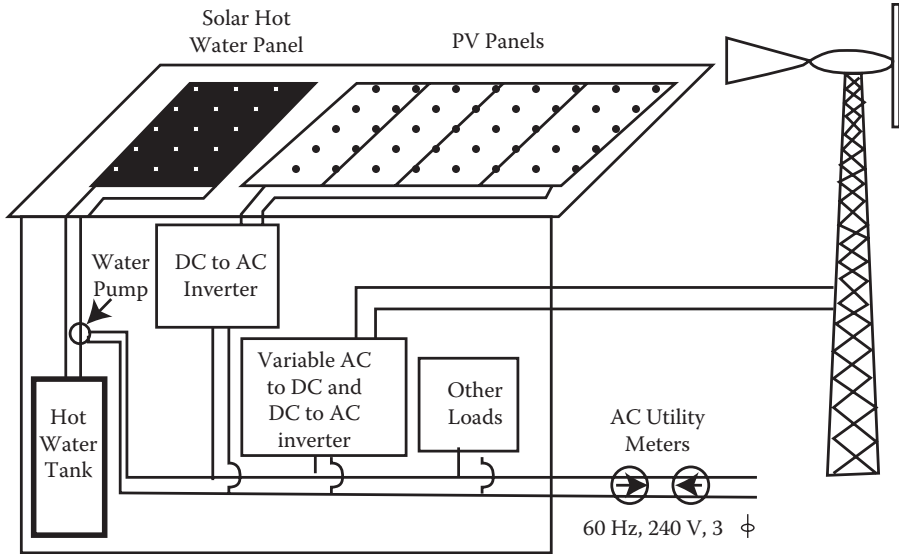 Solar Hot
Water Panel
PV Panels
Water
Pump
DC to AC
Inverter
Variable AC
to DC and
DC to AC
inverter
Other
Loads
Hot
Water
Tank
AC Utility
Meters
60 Hz, 240 V, 3 ϕ